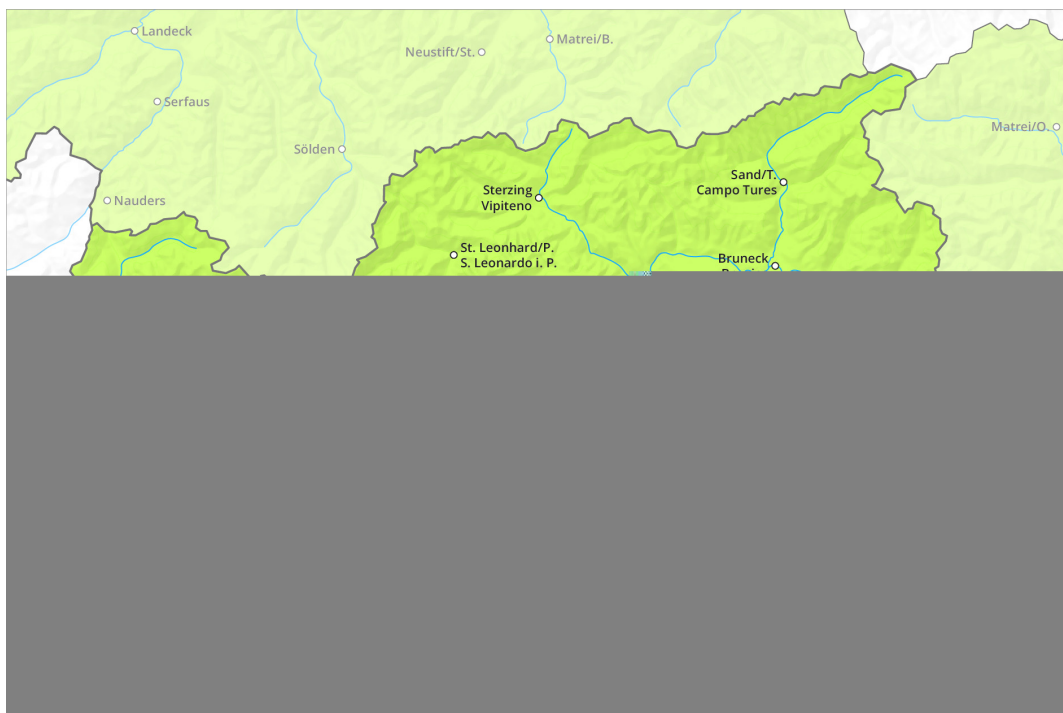 Landeck
Matrei/B.
Neustift/St.
Serfaus
Matrei/O.
Sölden
Sand/T.
Campo Tures
Sterzing
Vipiteno
Nauders
St. Leonhard/P.
S. Leonardo i. P.
Bruneck